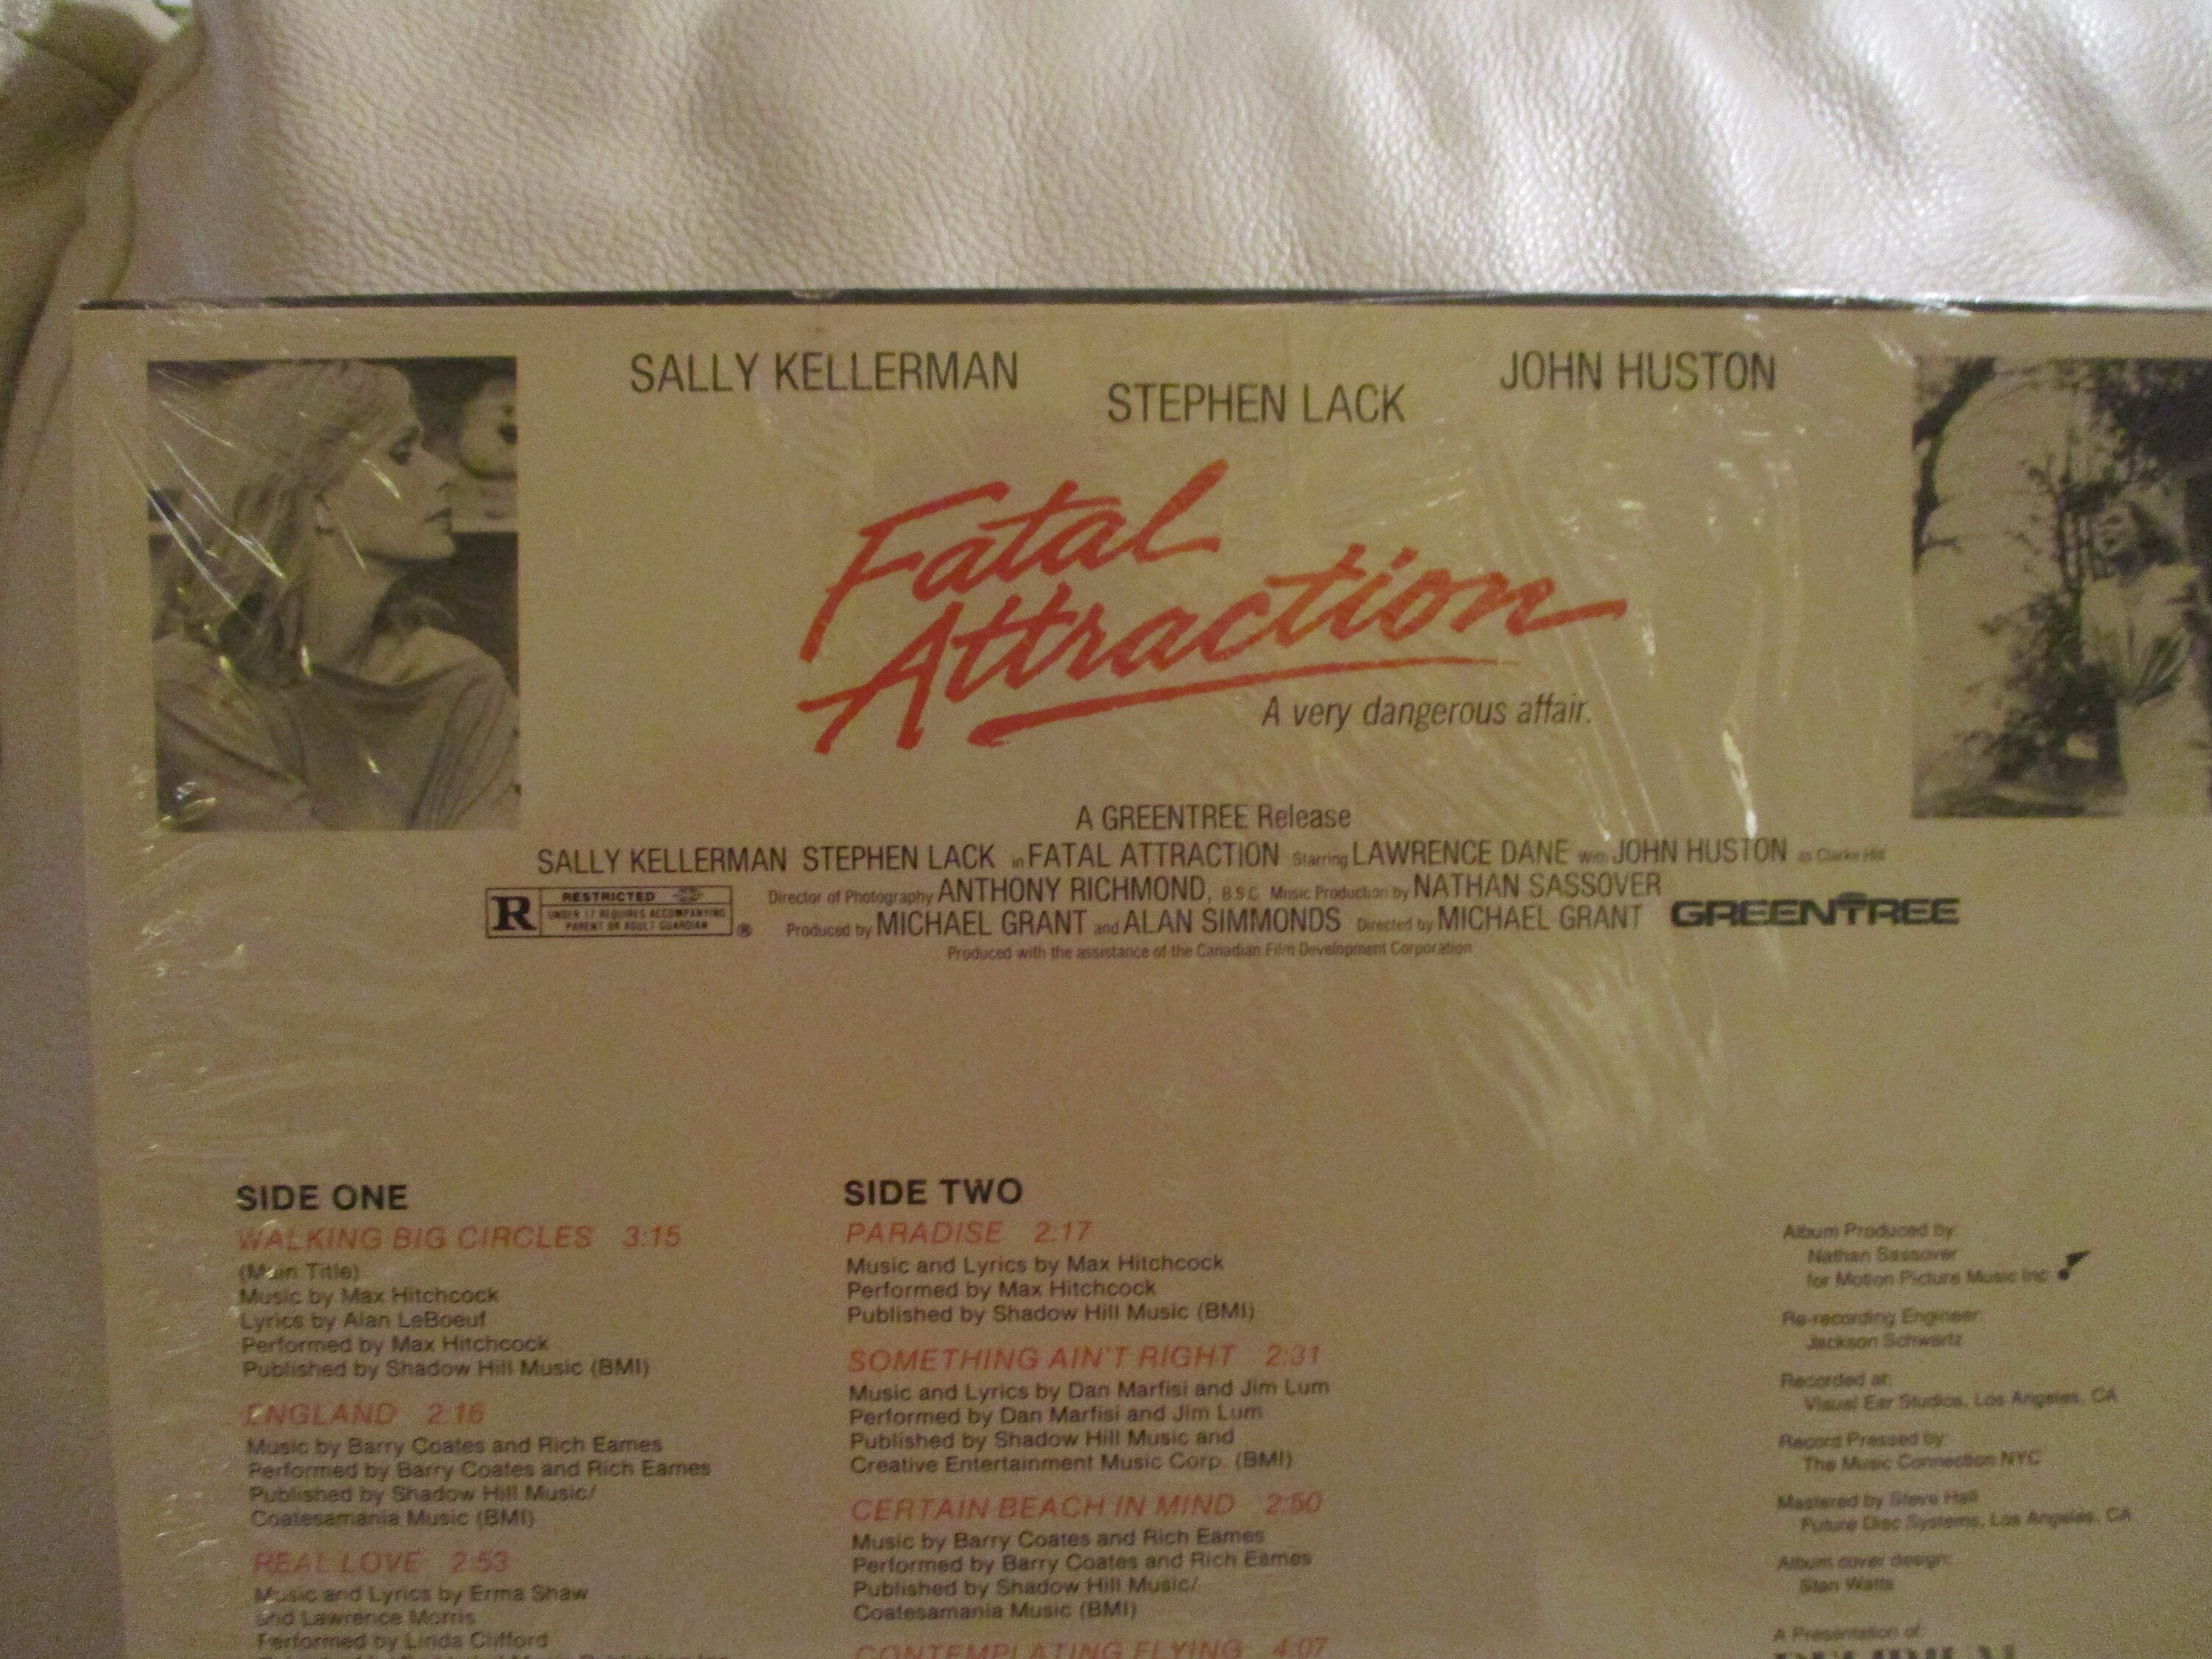 SALLY KELLERMAN
STEPHEN LACK
JOHN HUSTON
Fatal
Attraction
A very dangerous affair.
A GREENTREE Release
SALLY KELLERMAN STEPHEN LACK in FATAL ATTRACTION Starring LAWRENCE DANE with JOHN HUSTON as Clarke Hill
R RESTRICTED
UNDER 17 REQUIRES ACCOMPANYING
PARENT OR ADULT GUARDIAN ®
Director of Photography ANTHONY RICHMOND, B.S.C. Music Production by NATHAN SASSOVER
Produced by MICHAEL GRANT and ALAN SIMMONDS Directed by MICHAEL GRANT
GREENTREE
Produced with the assistance of the Canadian Film Development Corporation
SIDE ONE
WALKING BIG CIRCLES 3:15
(Main Title)
Music by Max Hitchcock
Lyrics by Alan LeBoeuf
Performed by Max Hitchcock
Published by Shadow Hill Music (BMI)
ENGLAND 2:16
Music by Barry Coates and Rich Eames
Performed by Barry Coates and Rich Eames
Published by Shadow Hill Music/
Coatesamania Music (BMI)
REAL LOVE 2:53
Music and Lyrics by Erma Shaw
and Lawrence Morris
Performed by Linda Clifford
SIDE TWO
PARADISE 2:17
Music and Lyrics by Max Hitchcock
Performed by Max Hitchcock
Published by Shadow Hill Music (BMI)
SOMETHING AIN'T RIGHT 2:31
Music and Lyrics by Dan Marfisi and Jim Lum
Performed by Dan Marfisi and Jim Lum
Published by Shadow Hill Music and
Creative Entertainment Music Corp. (BMI)
CERTAIN BEACH IN MIND 2:50
Music by Barry Coates and Rich Eames
Performed by Barry Coates and Rich Eames
Published by Shadow Hill Music/
Coatesamania Music (BMI)
CONTEMPLATING FLYING 4:07
Album Produced by:
Nathan Sassover
for Motion Picture Music Inc.
Re-recording Engineer:
Jackson Schwartz
Recorded at:
Visual Ear Studios, Los Angeles, CA
Record Pressed by:
The Music Connection NYC
Mastered by Steve Hall
Future Disc Systems, Los Angeles, CA
Album cover design:
Stan Watts
A Presentation of: